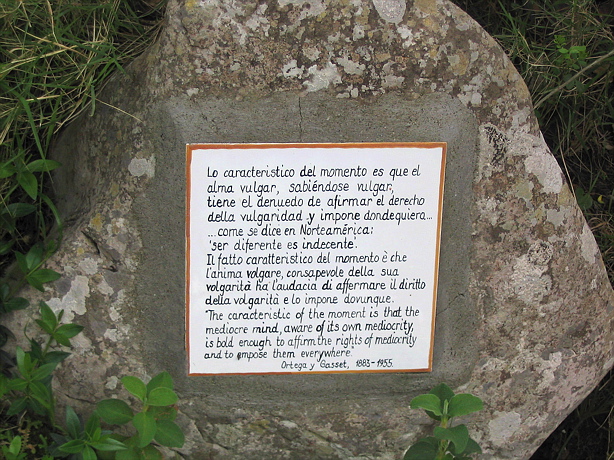 Lo caracteristico del momento es que el
alma vulgar, sabiéndose vulgar,
tiene el denuedo de afirmar el derecho
della vulgaridad y impone dondequiera...
...come se dice en Norteamérica:
'ser diferente es indecente'.
Il fatto caratteristico del momento è che
l'anima volgare, consapevole della sua
volgarità ha l'audacia di affermare il diritto
della volgarità e lo impone dovunque.
"The caracteristic of the moment is that the
mediocre mind, aware of its own mediocrity,
is bold enough to affirm the rights of mediocrity
and to impose them everywhere."
Ortega y Gasset, 1883-1955.